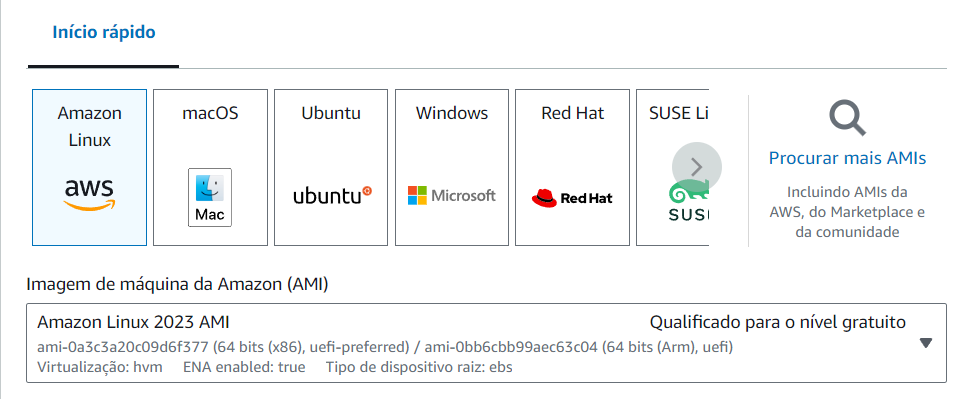 Início rápido
Amazon
Linux
aws
macOS
Mac
Ubuntu
ubuntu
Windows
Microsoft
Red Hat
Red Hat
SUSE Li
SUS
Procurar mais AMIs
Incluindo AMIs da
AWS, do Marketplace e
da comunidade
Imagem de máquina da Amazon (AMI)
Amazon Linux 2023 AMI
Qualificado para o nível gratuito
ami-0a3c3a20c09d6f377 (64 bits (x86), uefi-preferred) / ami-0bb6cbb99aec63c04 (64 bits (Arm), uefi)
Virtualização: hvm ENA enabled: true Tipo de dispositivo raiz: ebs